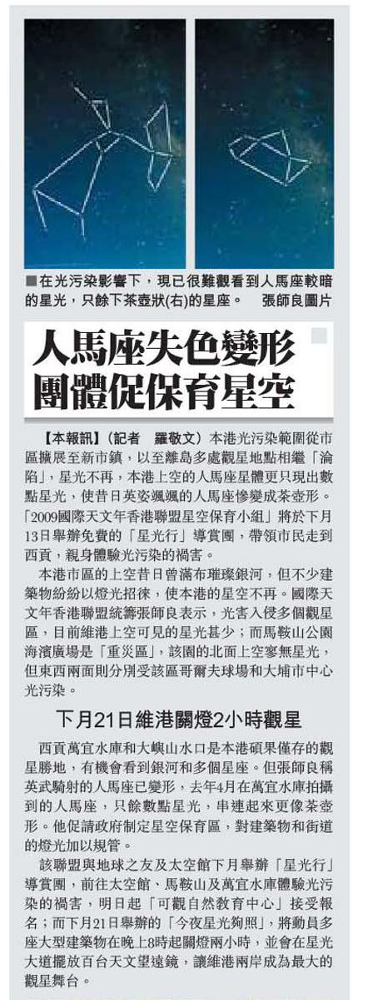 ■在光污染影響下，現已很難觀看到人馬座較暗
的星光，只餘下茶壺狀(右)的星座。　張師良圖片
人馬座失色變形
團體促保育星空
【本報訊】（記者　羅敬文）本港光污染範圍從市
區擴展至新市鎮，以至離島多處觀星地點相繼「淪
陷」，星光不再，本港上空的人馬座星體更只現出數
點星光，使昔日英姿颯颯的人馬座慘變成茶壺形。
「2009國際天文年香港聯盟星空保育小組」將於下月
13日舉辦免費的「星光行」導賞團，帶領市民走到
西貢，親身體驗光污染的禍害。
本港市區的上空昔日曾滿布璀璨銀河，但不少建
築物紛紛以燈光招徠，使本港的星空不再。國際天
文年香港聯盟統籌張師良表示，光害入侵多個觀星
區，目前維港上空可見的星光甚少；而馬鞍山公園
海濱廣場是「重災區」，該園的北面上空寥無星光，
但東西兩面則分別受該區哥爾夫球場和大埔市中心
光污染。
下月21日維港關燈2小時觀星
西貢萬宜水庫和大嶼山水口是本港碩果僅存的觀
星勝地，有機會看到銀河和多個星座。但張師良稱
英武騎射的人馬座已變形，去年4月在萬宜水庫拍攝
到的人馬座，只餘數點星光，串連起來更像茶壺
形。他促請政府制定星空保育區，對建築物和街道
的燈光加以規管。
該聯盟與地球之友及太空館下月舉辦「星光行」
導賞團，前往太空館、馬鞍山及萬宜水庫體驗光污
染的禍害，明日起「可觀自然教育中心」接受報
名；而下月21日舉辦的「今夜星光夠照」，將動員多
座大型建築物在晚上8時起關燈兩小時，並會在星光
大道擺放百台天文望遠鏡，讓維港兩岸成為最大的
觀星舞台。